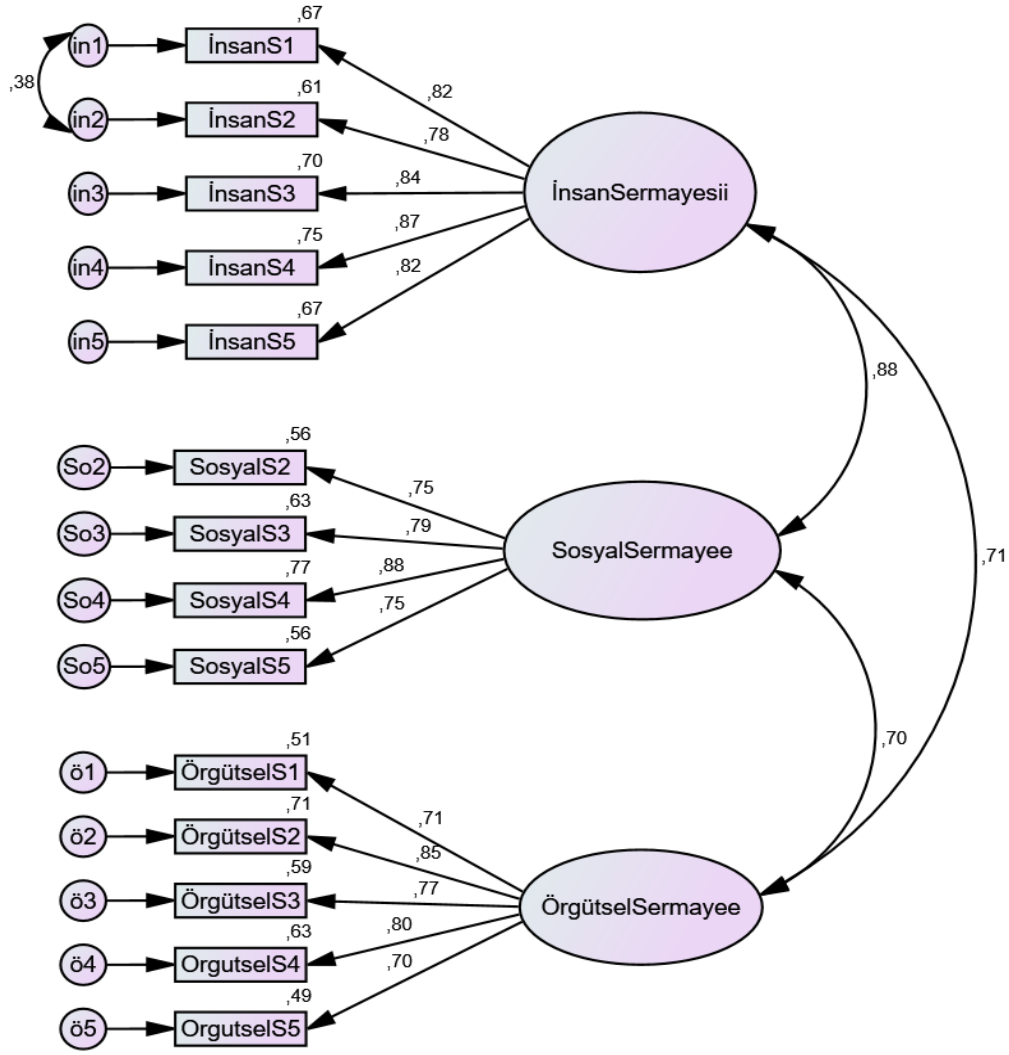 ,67
in1
İnsanS1
,82
,38
,61
in2
İnsanS2
,78
,70
in3
İnsanS3
,84
İnsanSermayesii
,75
in4
İnsanS4
,87
,82
,67
in5
İnsanS5
,88
,56
So2
SosyalS2
,75
,63
So3
SosyalS3
,79
SosyalSermayee
,71
,77
So4
SosyalS4
,88
,75
,56
So5
SosyalS5
,70
,51
ö1
ÖrgütselS1
,71
,71
ö2
ÖrgütselS2
,85
,59
ö3
ÖrgütselS3
,77
ÖrgütselSermayee
,63
ö4
OrgutselS4
,80
,70
,49
ö5
OrgutselS5